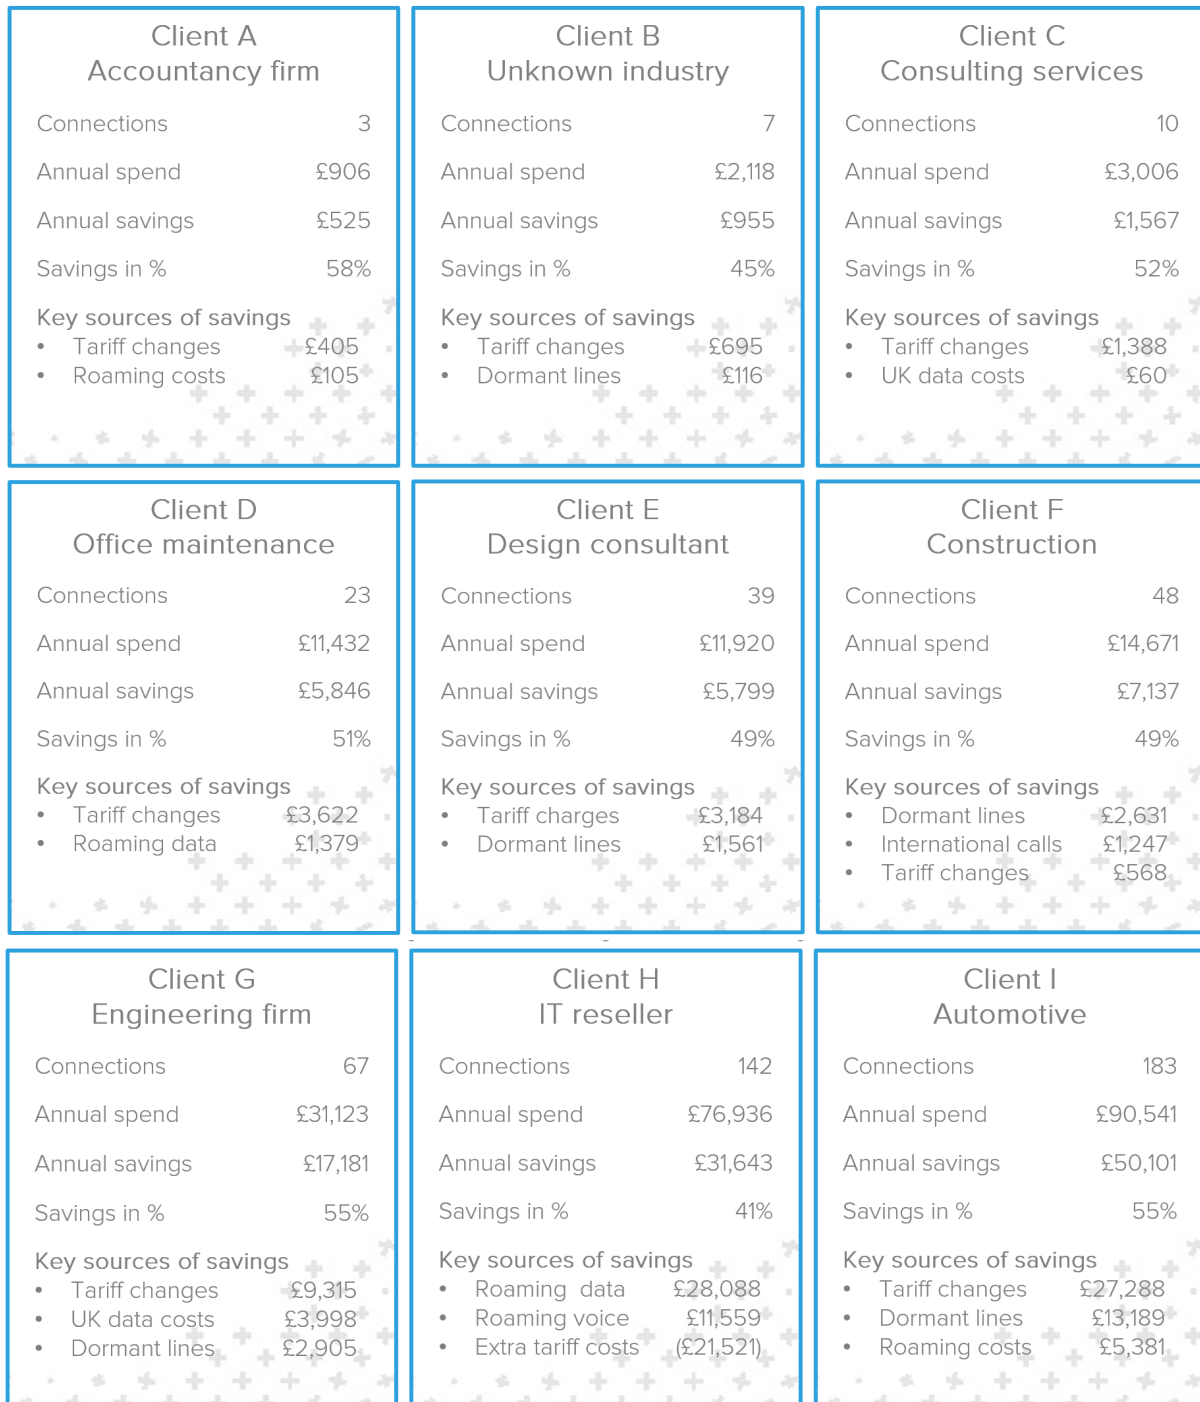 Client A
Accountancy firm
Connections 3
Annual spend £906
Annual savings £525
Savings in % 58%
Key sources of savings
• Tariff changes £405
• Roaming costs £105
Client B
Unknown industry
Connections 7
Annual spend £2,118
Annual savings £955
Savings in % 45%
Key sources of savings
• Tariff changes £695
• Dormant lines £116
Client C
Consulting services
Connections 10
Annual spend £3,006
Annual savings £1,567
Savings in % 52%
Key sources of savings
• Tariff changes £1,388
• UK data costs £60
Client D
Office maintenance
Connections 23
Annual spend £11,432
Annual savings £5,846
Savings in % 51%
Key sources of savings
• Tariff changes £3,622
• Roaming data £1,379
Client E
Design consultant
Connections 39
Annual spend £11,920
Annual savings £5,799
Savings in % 49%
Key sources of savings
• Tariff charges £3,184
• Dormant lines £1,561
Client F
Construction
Connections 48
Annual spend £14,671
Annual savings £7,137
Savings in % 49%
Key sources of savings
• Dormant lines £2,631
• International calls £1,247
• Tariff changes £568
Client G
Engineering firm
Connections 67
Annual spend £31,123
Annual savings £17,181
Savings in % 55%
Key sources of savings
• Tariff changes £9,315
• UK data costs £3,998
• Dormant lines £2,905
Client H
IT reseller
Connections 142
Annual spend £76,936
Annual savings £31,643
Savings in % 41%
Key sources of savings
• Roaming data £28,088
• Roaming voice £11,559
• Extra tariff costs (£21,521)
Client I
Automotive
Connections 183
Annual spend £90,541
Annual savings £50,101
Savings in % 55%
Key sources of savings
• Tariff changes £27,288
• Dormant lines £13,189
• Roaming costs £5,381